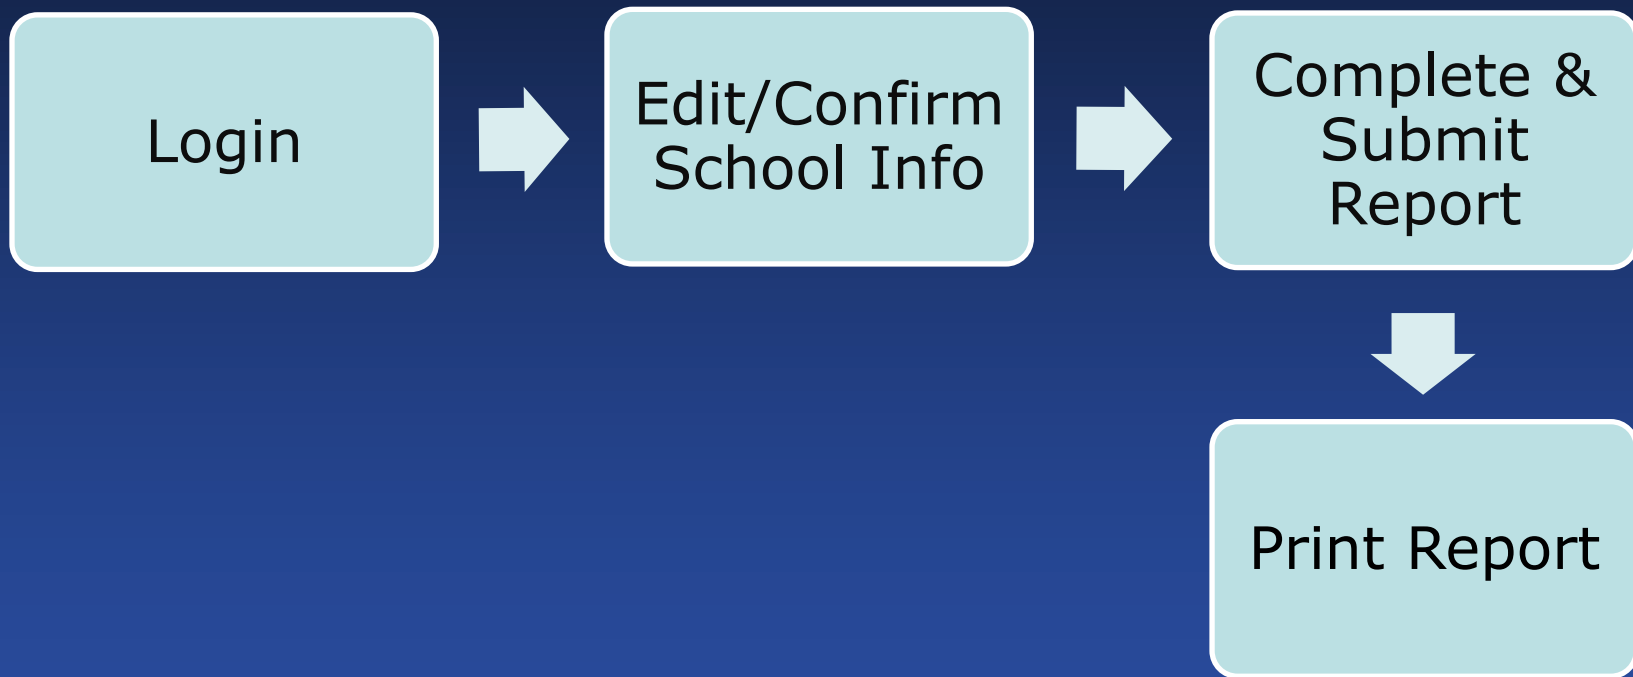 Login
Edit/Confirm
School Info
Complete &
Submit
Report
Print Report